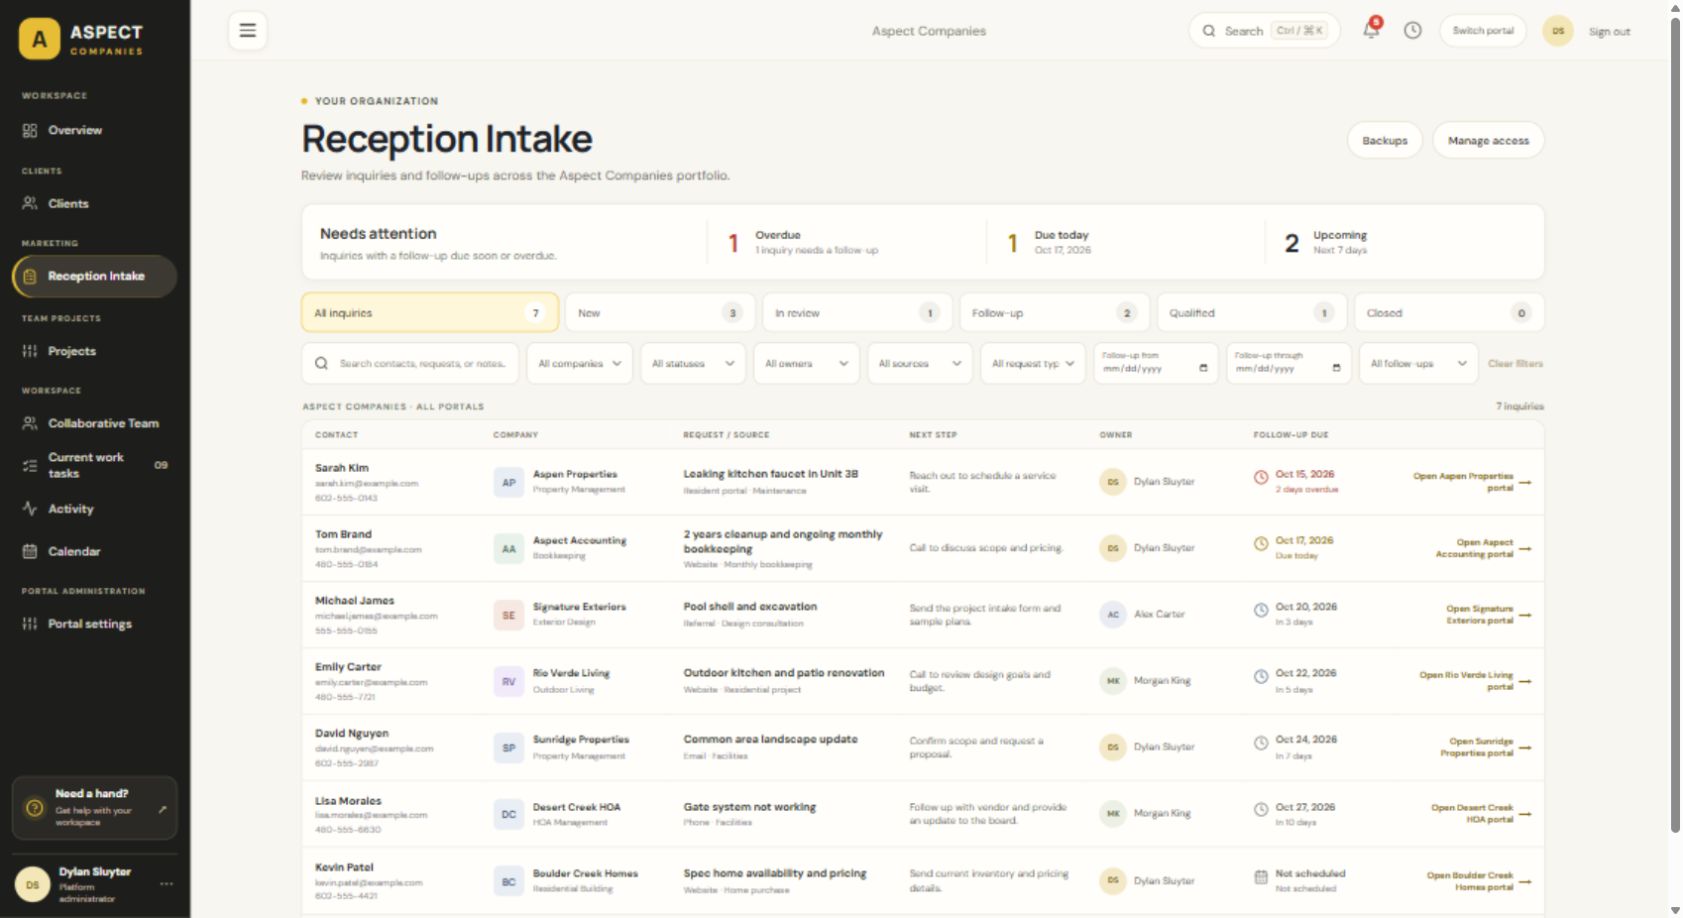 A
ASPECT
COMPANIES
WORKSPACE
Overview
CLIENTS
Clients
MARKETING
Reception Intake
TEAM PROJECTS
Projects
WORKSPACE
Collaborative Team
Current work
tasks
09
Activity
Calendar
PORTAL ADMINISTRATION
Portal settings
Need a hand?
Get help with your
workspace
DS
Dylan Sluyter
Platform
administrator
Aspect Companies
Search Ctrl / ⌘ K
5
Switch portal
DS
Sign out
YOUR ORGANIZATION
Reception Intake
Review inquiries and follow-ups across the Aspect Companies portfolio.
Backups
Manage access
Needs attention
Inquiries with a follow-up due soon or overdue.
1
Overdue
1 inquiry needs a follow-up
1
Due today
Oct 17, 2026
2
Upcoming
Next 7 days
All inquiries 7
New 3
In review 1
Follow-up 2
Qualified 1
Closed 0
Search contacts, requests, or notes.
All companies
All statuses
All owners
All sources
All request typ
Follow-up from
mm/dd/yyyy
Follow-up through
mm/dd/yyyy
All follow-ups
Clear filters
ASPECT COMPANIES · ALL PORTALS
7 inquiries
CONTACT COMPANY REQUEST / SOURCE NEXT STEP OWNER FOLLOW-UP DUE
Sarah Kim
sarah.kim@example.com
602-555-0143
AP
Aspen Properties
Property Management
Leaking kitchen faucet in Unit 3B
Resident portal · Maintenance
Reach out to schedule a service
visit.
DS
Dylan Sluyter
Oct 15, 2026
2 days overdue
Open Aspen Properties
portal →
Tom Brand
tom.brand@example.com
480-555-0184
AA
Aspect Accounting
Bookkeeping
2 years cleanup and ongoing monthly
bookkeeping
Website · Monthly bookkeeping
Call to discuss scope and pricing.
DS
Dylan Sluyter
Oct 17, 2026
Due today
Open Aspect
Accounting portal →
Michael James
michael.james@example.com
555-555-0155
SE
Signature Exteriors
Exterior Design
Pool shell and excavation
Referral · Design consultation
Send the project intake form and
sample plans.
AC
Alex Carter
Oct 20, 2026
In 3 days
Open Signature
Exteriors portal →
Emily Carter
emily.carter@example.com
480-555-7721
RV
Rio Verde Living
Outdoor Living
Outdoor kitchen and patio renovation
Website · Residential project
Call to review design goals and
budget.
MK
Morgan King
Oct 22, 2026
In 5 days
Open Rio Verde Living
portal →
David Nguyen
david.nguyen@example.com
602-555-2987
SP
Sunridge Properties
Property Management
Common area landscape update
Email · Facilities
Confirm scope and request a
proposal.
DS
Dylan Sluyter
Oct 24, 2026
In 7 days
Open Sunridge
Properties portal →
Lisa Morales
lisa.morales@example.com
480-555-6630
DC
Desert Creek HOA
HOA Management
Gate system not working
Phone · Facilities
Follow up with vendor and provide
an update to the board.
MK
Morgan King
Oct 27, 2026
In 10 days
Open Desert Creek
HOA portal →
Kevin Patel
kevin.patel@example.com
602-555-4421
BC
Boulder Creek Homes
Residential Building
Spec home availability and pricing
Website · Home purchase
Send current inventory and pricing
details.
DS
Dylan Sluyter
Not scheduled
Not scheduled
Open Boulder Creek
Homes portal →